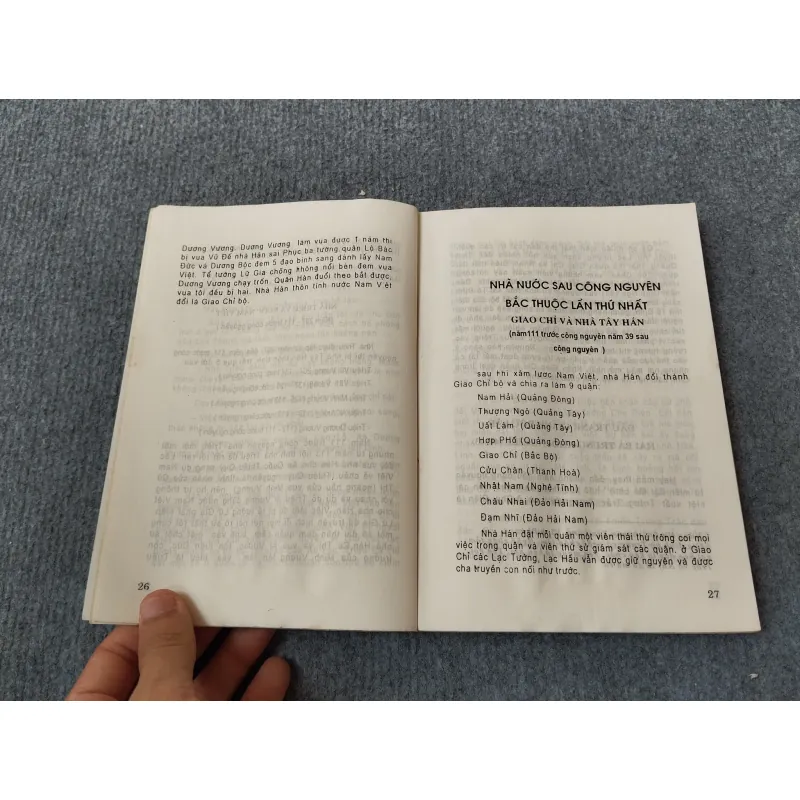 Dương Vương. Dương Vương làm vua được 1 năm thì
bị vua Vũ Đế nhà Hán sai Phục ba tướng quân Lô Bác
Đức và Dương Bộc đem 5 đạo binh sang đánh lấy Nam
Việt. Tể tướng Lữ Gia chống không nổi bèn đem vua
Dương Vương chạy trốn. Quân Hán đuổi theo bắt được,
vua tôi đều bị hại. Nhà Hán thôn tính nước Nam Việt
đổi là Giao Chỉ bộ.
26
NHÀ NƯỚC SAU CÔNG NGUYÊN
BẮC THUỘC LẦN THỨ NHẤT
GIAO CHỈ VÀ NHÀ TÂY HÁN
(năm111 trước công nguyên năm 39 sau
công nguyên )
sau khi xâm lược Nam Việt, nhà Hán đổi thành
Giao Chỉ bộ và chia ra làm 9 quận:
Nam Hải (Quảng Đông)
Thượng Ngô (Quảng Tây)
Uất Lâm (Quảng Tây)
Hợp Phố (Quảng Đông)
Giao Chỉ (Bắc Bộ)
Cửu Chân (Thanh Hoá)
Nhật Nam (Nghệ Tĩnh)
Châu Nhai (Đảo Hải Nam)
Đạm Nhĩ (Đảo Hải Nam)
Nhà Hán đặt mỗi quận một viên thái thú trông coi mọi
việc trong quận và viên thứ sử giám sát các quận. ở Giao
Chỉ các Lạc Tướng, Lạc Hầu vẫn được giữ nguyên và được
cha truyền con nối như trước.
27